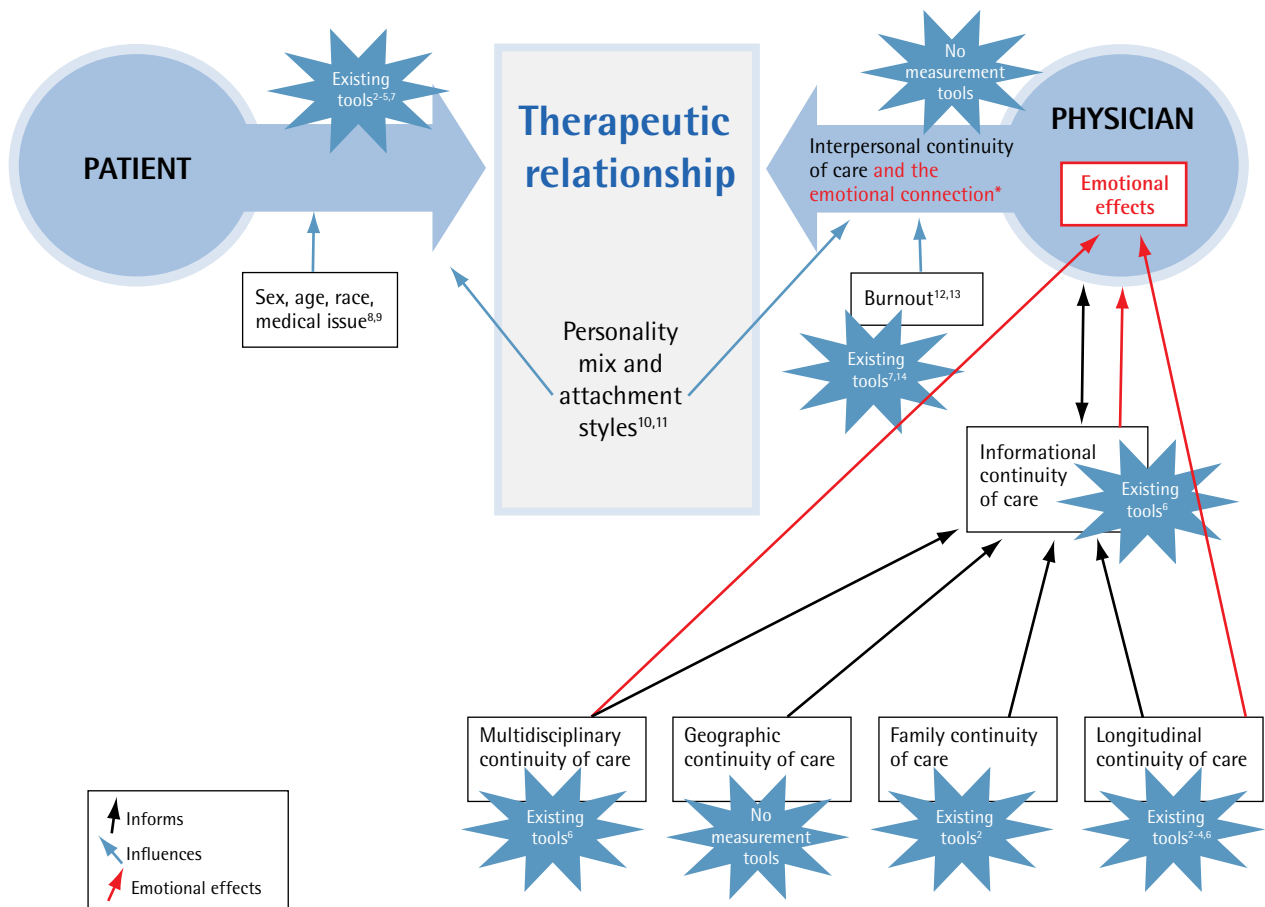 Existing
tools2-5,7
No
measurement
tools
PATIENT
Therapeutic
relationship
PHYSICIAN
Interpersonal continuity
of care and the
emotional connection*
Emotional
effects
Sex, age, race,
medical issue8,9
Burnout12,13
Personality
mix and
attachment
styles10,11
Existing
tools7,14
Informational
continuity
of care
Existing
tools6
Multidisciplinary
continuity of care
Existing
tools6
Geographic
continuity of care
No
measurement
tools
Family continuity
of care
Existing
tools2
Longitudinal
continuity of care
Existing
tools2-4,6
Informs
Influences
Emotional effects